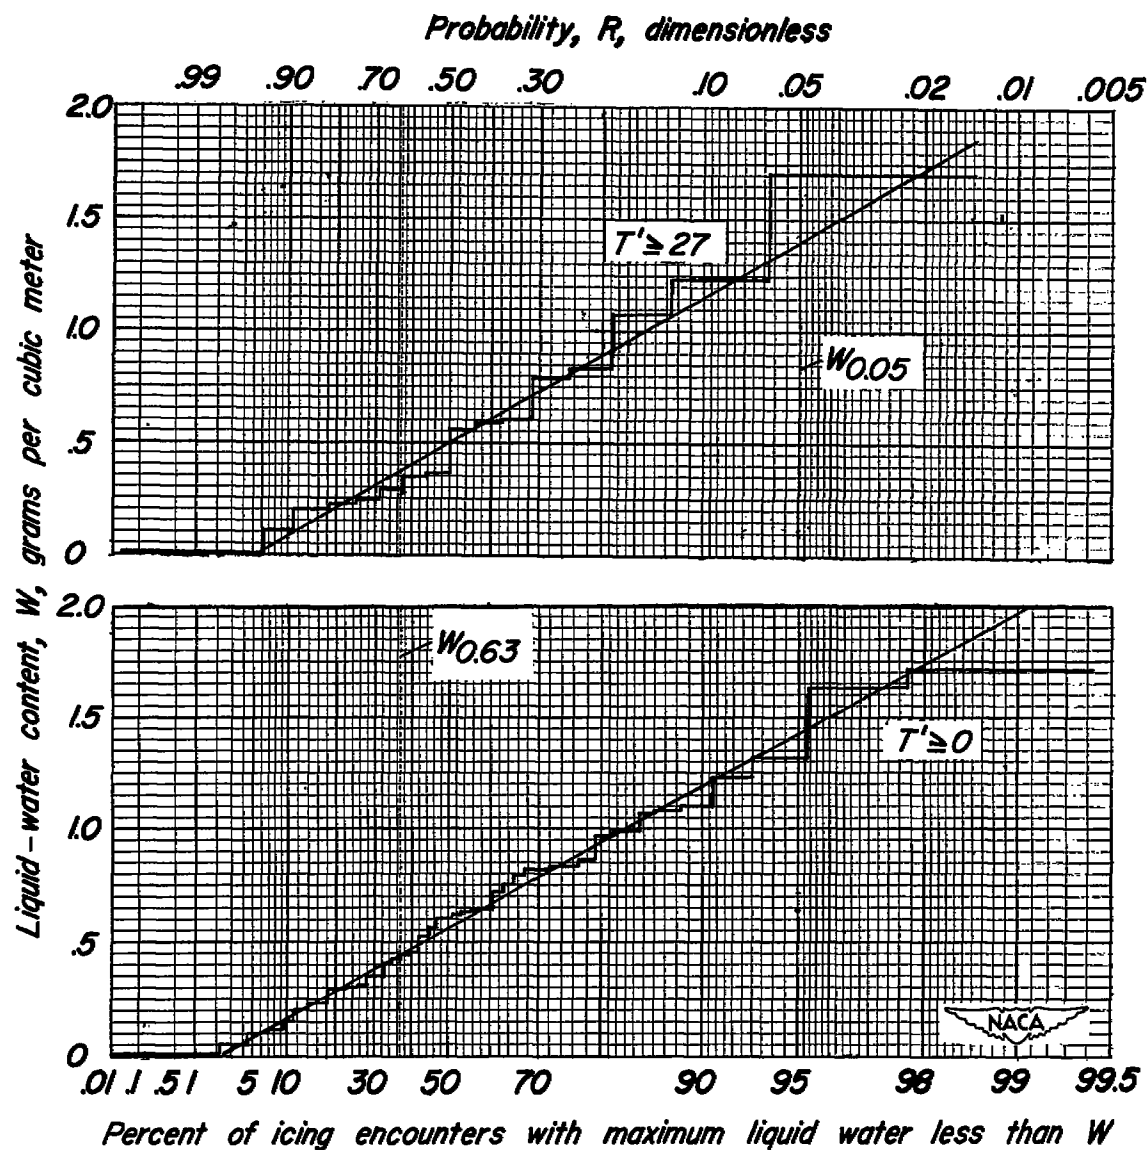 Probability, R, dimensionless
.99 .90 .70 .50 .30 .10 .05 .02 .01 .005
2.0
1.5
1.0
.5
0
T' ≧ 27
W0.05
Liquid-water content, W, grams per cubic meter
2.0
1.5
1.0
.5
0
W0.63
T' ≧ 0
NACA
.01 .1 .5 1 5 10 30 50 70 90 95 98 99 99.5
Percent of icing encounters with maximum liquid water less than W